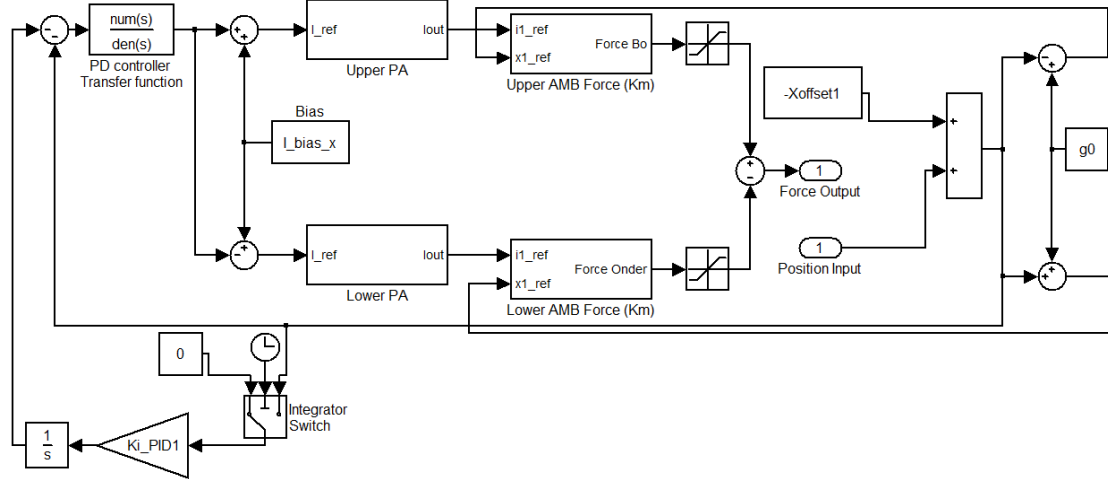 num(s)
den(s)
PD controller
Transfer function
- -
+
+
I_ref
Iout
Upper PA
i1_ref
x1_ref
Force Bo
Upper AMB Force (Km)
-Xoffset1
+
+
-
+
g0
Bias
I_bias_x
+
-
1
Force Output
1
Position Input
-
+
I_ref
Iout
Lower PA
i1_ref
x1_ref
Force Onder
Lower AMB Force (Km)
+
+
0
Integrator
Switch
1
s
Ki_PID1